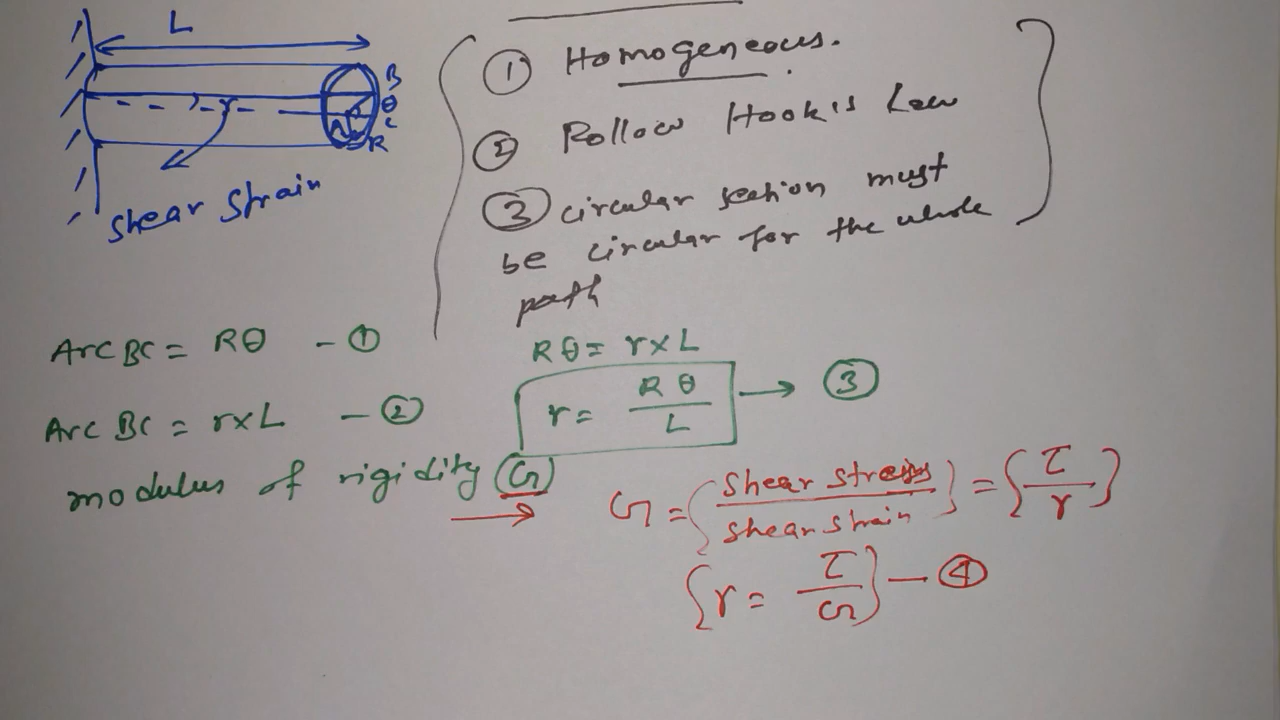 L
B
θ
C
R
shear strain
① Homogeneous.
② Follow Hook's Law
③ circular section must
be circular for the whole
path
Arc BC = Rθ - ①
Arc BC = r×L - ②
Rθ = r×L
r = Rθ/L → ③
modulus of rigidity (G)
G = {shear stress/shear strain} = {τ/r}
{r = τ/G} - ④